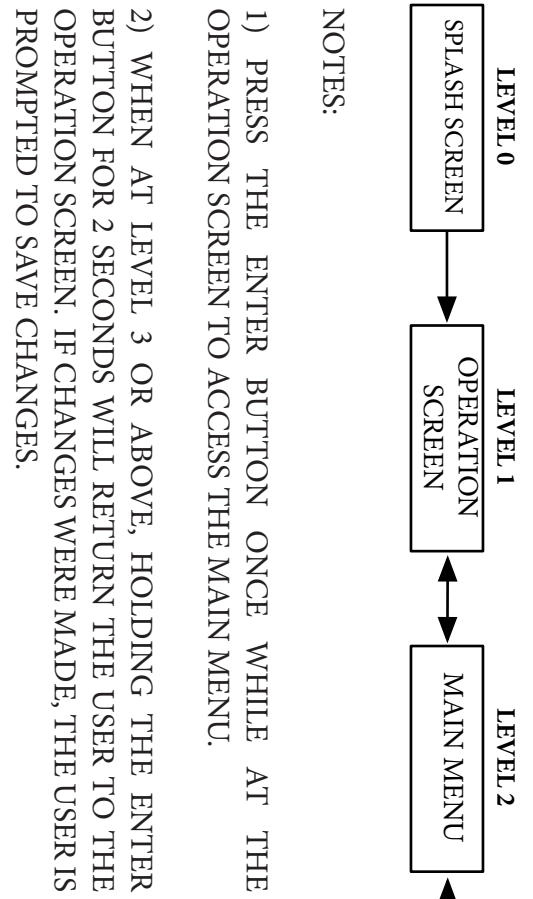 LEVEL 0
SPLASH SCREEN
LEVEL 1
OPERATION
SCREEN
LEVEL 2
MAIN MENU
NOTES:
1) PRESS THE ENTER BUTTON ONCE WHILE AT THE
OPERATION SCREEN TO ACCESS THE MAIN MENU.
2) WHEN AT LEVEL 3 OR ABOVE, HOLDING THE ENTER
BUTTON FOR 2 SECONDS WILL RETURN THE USER TO THE
OPERATION SCREEN. IF CHANGES WERE MADE, THE USER IS
PROMPTED TO SAVE CHANGES.